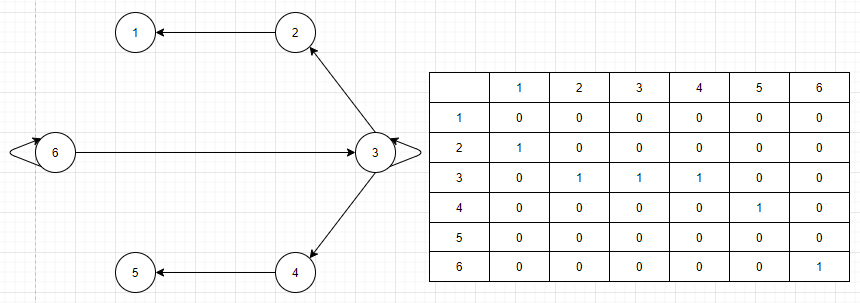 1 2
6 3
5 4
1 2 3 4 5 6
1 0 0 0 0 0 0
2 1 0 0 0 0 0
3 0 1 1 1 0 0
4 0 0 0 0 1 0
5 0 0 0 0 0 0
6 0 0 0 0 0 1